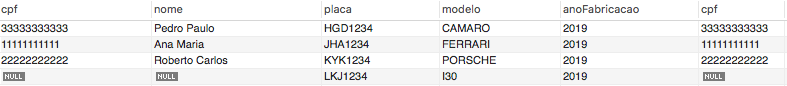 cpf nome placa modelo anoFabricacao cpf
33333333333 Pedro Paulo HGD1234 CAMARO 2019 33333333333
11111111111 Ana Maria JHA1234 FERRARI 2019 11111111111
22222222222 Roberto Carlos KYK1234 PORSCHE 2019 22222222222
NULL NULL LKJ1234 I30 2019 NULL